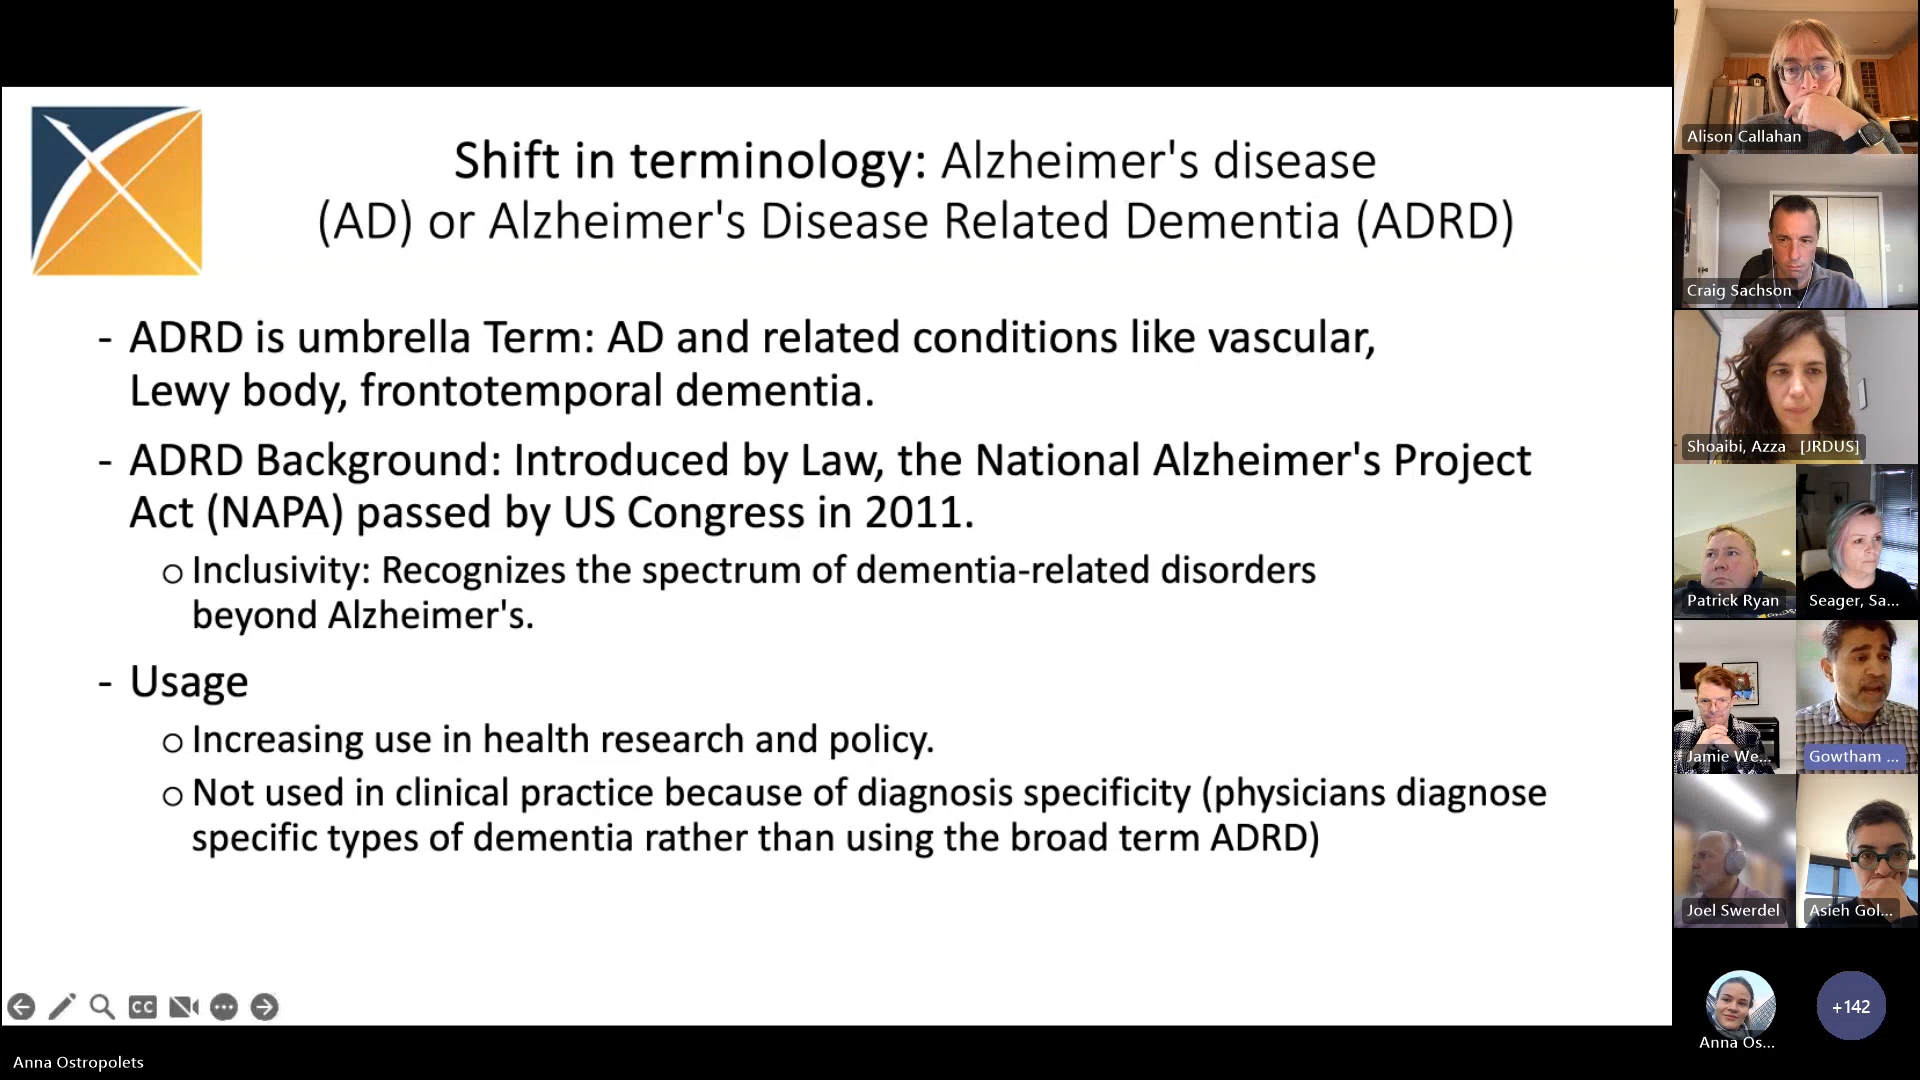 Shift in terminology: Alzheimer's disease
(AD) or Alzheimer's Disease Related Dementia (ADRD)
- ADRD is umbrella Term: AD and related conditions like vascular,
Lewy body, frontotemporal dementia.
- ADRD Background: Introduced by Law, the National Alzheimer's Project
Act (NAPA) passed by US Congress in 2011.
o Inclusivity: Recognizes the spectrum of dementia-related disorders
beyond Alzheimer's.
- Usage
o Increasing use in health research and policy.
o Not used in clinical practice because of diagnosis specificity (physicians diagnose
specific types of dementia rather than using the broad term ADRD)
CC
Anna Ostropolets
Alison Callahan
Craig Sachson
Shoaibi, Azza [JRDUS]
Patrick Ryan
Seager, Sa...
Jamie We...
Gowtham ...
Joel Swerdel
Asieh Gol...
Anna Os...
+142